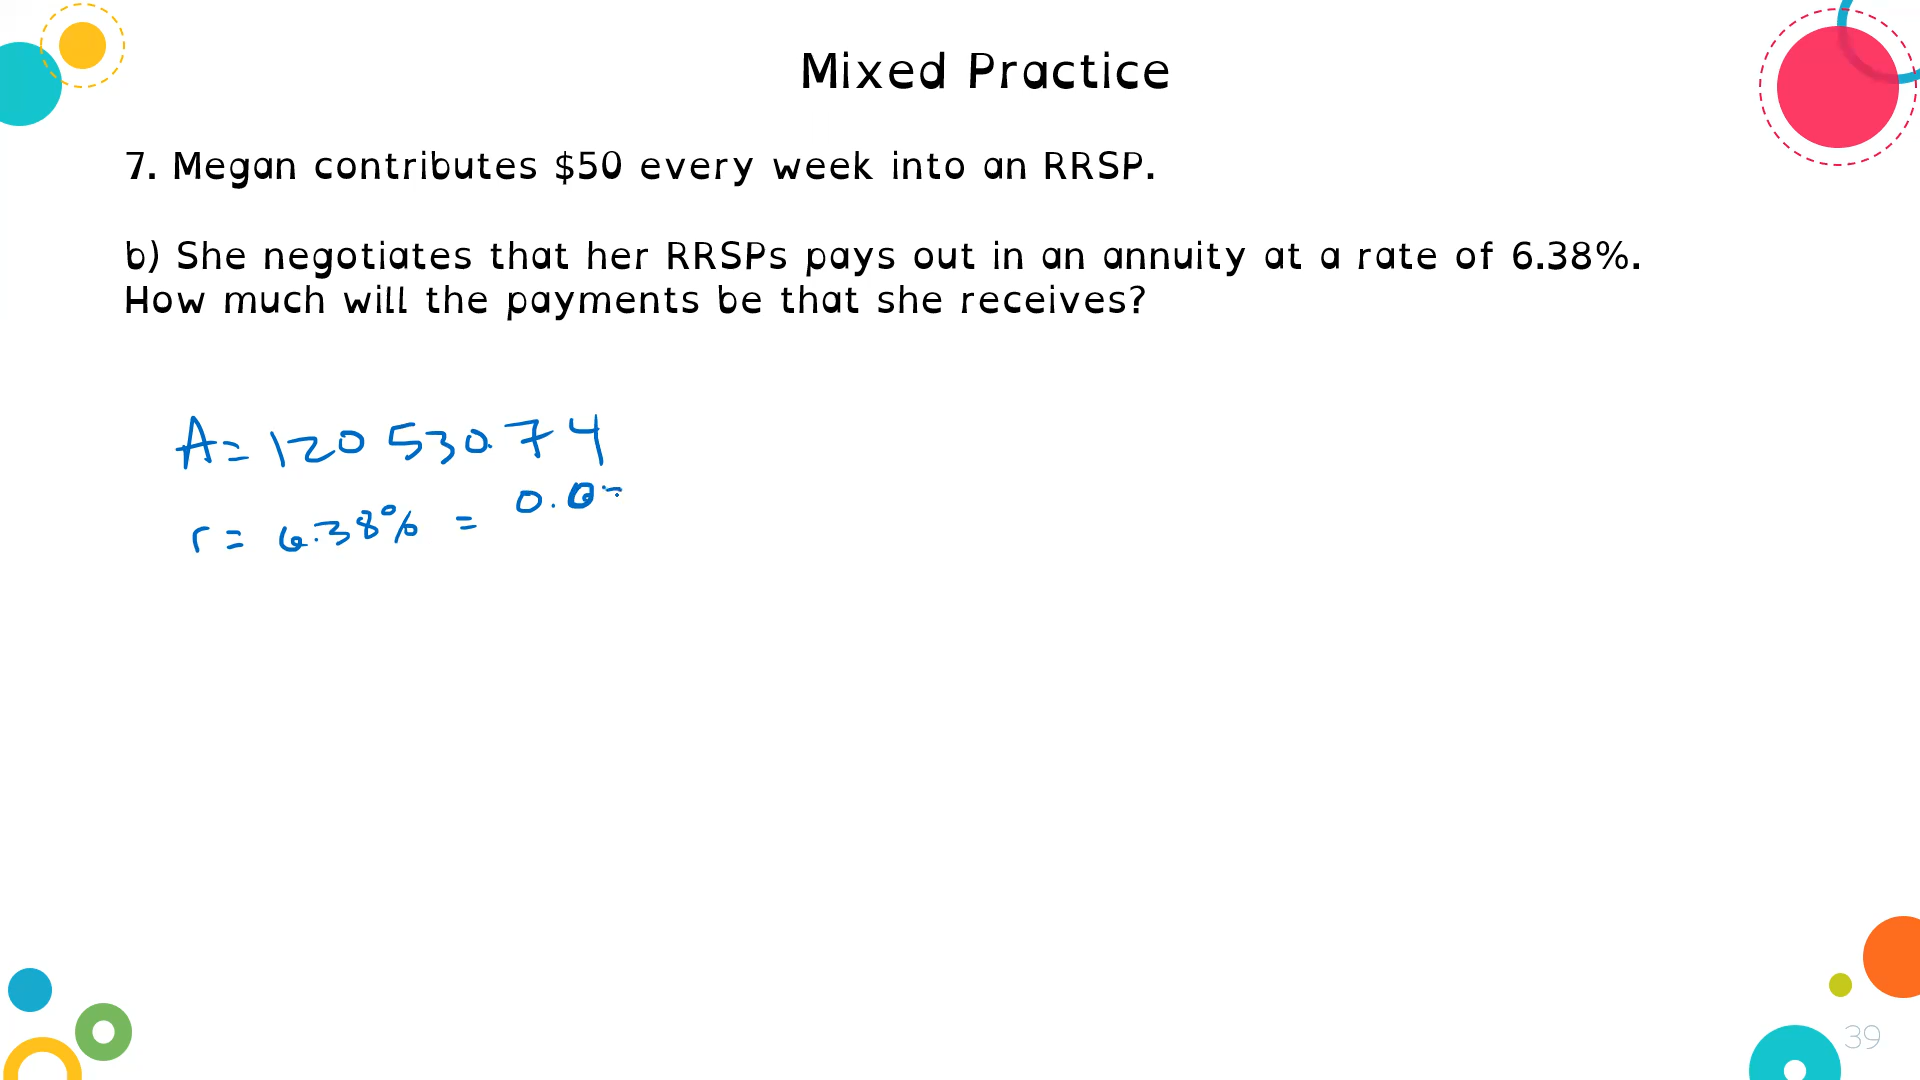 Mixed Practice
7. Megan contributes $50 every week into an RRSP.
b) She negotiates that her RRSPs pays out in an annuity at a rate of 6.38%.
How much will the payments be that she receives?
A = 120 530.74
r = 6.38% = 0.0
39